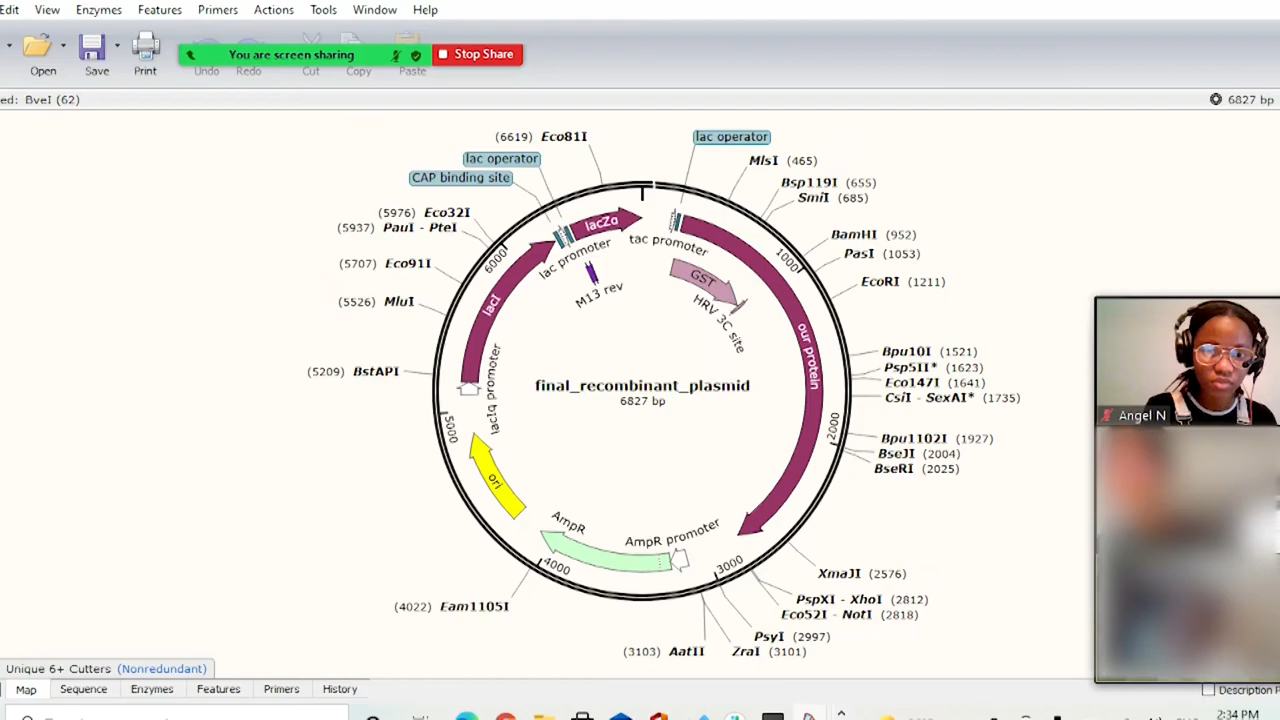 Edit View Enzymes Features Primers Actions Tools Window Help
You are screen sharing Stop Share
Open Save Print Undo Redo Cut Copy Paste
ed: BveI (62) 6827 bp
(6619) Eco81I
lac operator
lac operator
CAP binding site
MlsI (465)
Bsp119I (655)
SmiI (685)
(5976) Eco32I
(5937) PauI - PteI
(5707) Eco91I
(5526) MluI
(5209) BstAPI
BamHI (952)
PasI (1053)
EcoRI (1211)
lacZα
lac promoter
tac promoter
M13 rev
GST
HRV 3C site
lacI
lacIq promoter
our protein
1000
2000
3000
4000
5000
6000
final_recombinant_plasmid
6827 bp
Bpu10I (1521)
Psp5II* (1623)
Eco147I (1641)
CsiI - SexAI* (1735)
Bpu1102I (1927)
BseJI (2004)
BseRI (2025)
ori
AmpR
AmpR promoter
XmaJI (2576)
PspXI - XhoI (2812)
Eco52I - NotI (2818)
PsyI (2997)
ZraI (3101)
(3103) AatII
(4022) Eam1105I
Angel N
Unique 6+ Cutters (Nonredundant)
Map Sequence Enzymes Features Primers History
Description P
2:34 PM